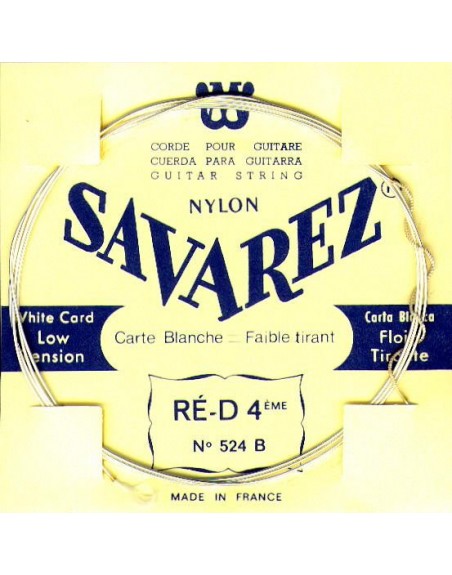 CORDE POUR GUITARE
CUERDA PARA GUITARRA
GUITAR STRING
NYLON
SAVAREZ
White Card
Low
Tension
Carte Blanche = Faible tirant
Carta Blanca
RÉ-D 4ÈME
Nº 524 B
MADE IN FRANCE